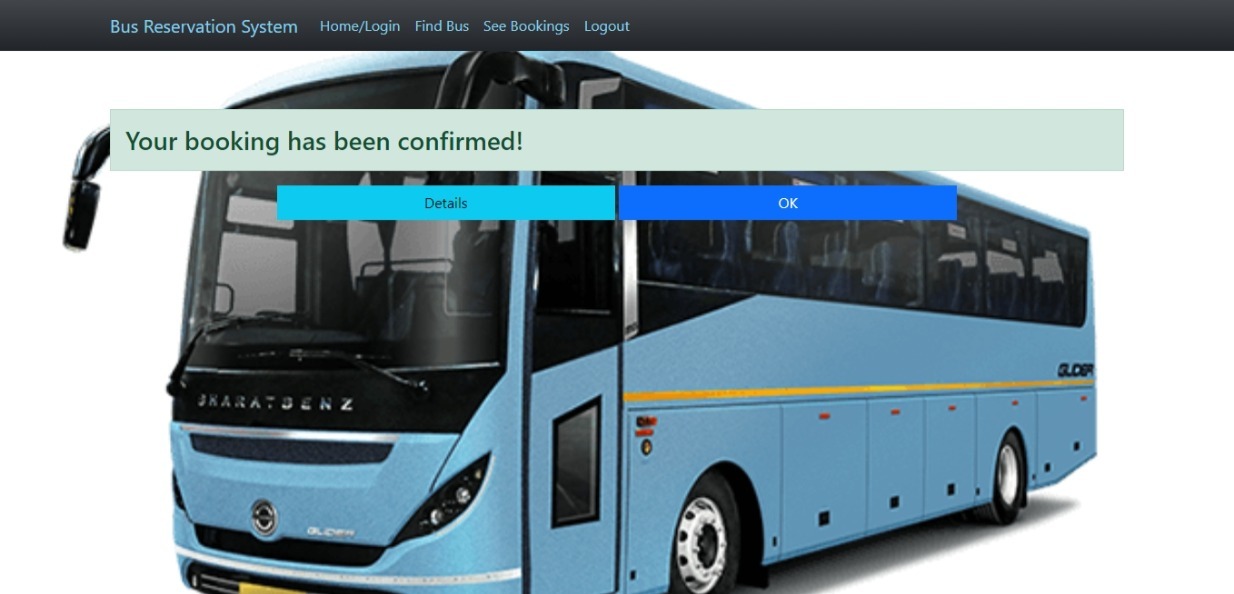 Bus Reservation System Home/Login Find Bus See Bookings Logout
Your booking has been confirmed!
Details OK
GLIDER
BHARATBENZ
GLIDER